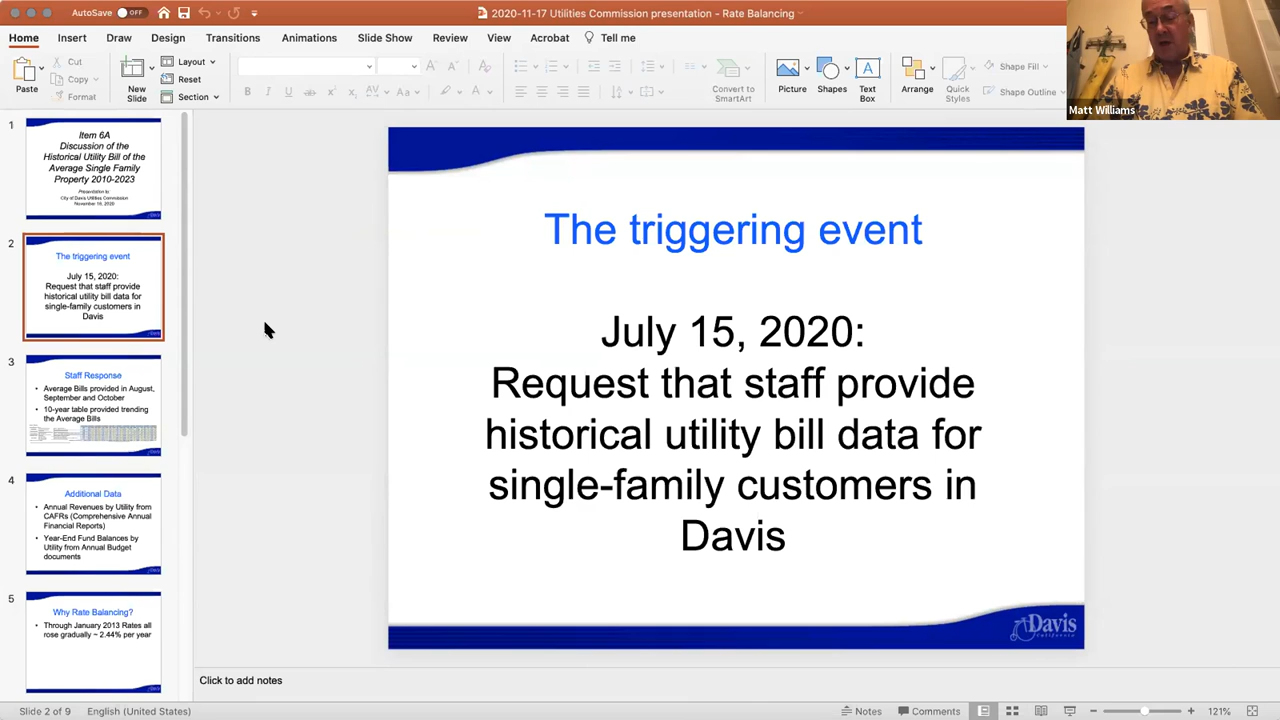 AutoSave OFF
2020-11-17 Utilities Commission presentation - Rate Balancing
Home Insert Draw Design Transitions Animations Slide Show Review View Acrobat Tell me
Paste
Cut
Copy
Format
New Slide
Layout
Reset
Section
B I U
Convert to SmartArt
Picture
Shapes
Text Box
Arrange
Quick Styles
Shape Fill
Shape Outline
Matt Williams
1
Item 6A
Discussion of the
Historical Utility Bill of the
Average Single Family
Property 2010-2023
Presentation to
City of Davis Utilities Commission
November 18, 2020
2
The triggering event
July 15, 2020:
Request that staff provide
historical utility bill data for
single-family customers in
Davis
3
Staff Response
• Average Bills provided in August,
September and October
• 10-year table provided trending
the Average Bills
4
Additional Data
• Annual Revenues by Utility from
CAFRs (Comprehensive Annual
Financial Reports)
• Year-End Fund Balances by
Utility from Annual Budget
documents
5
Why Rate Balancing?
• Through January 2013 Rates all
rose gradually ~ 2.44% per year
The triggering event
July 15, 2020:
Request that staff provide
historical utility bill data for
single-family customers in
Davis
Davis
California
Click to add notes
Slide 2 of 9
English (United States)
Notes
Comments
121%